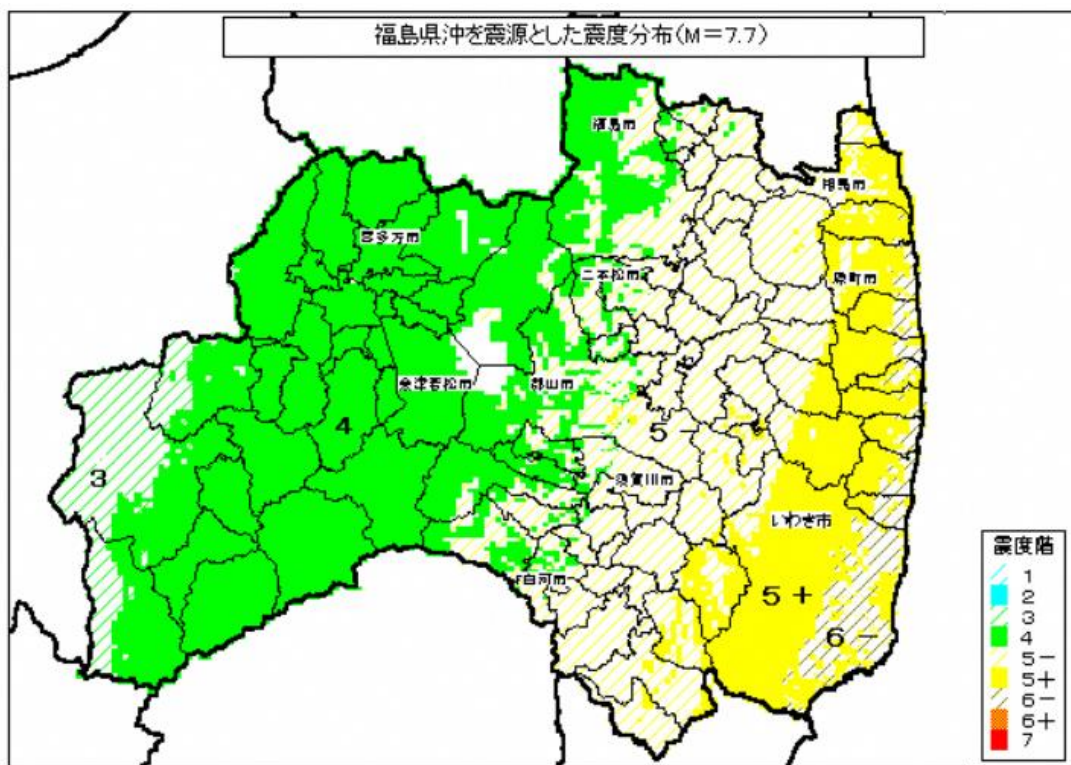 福島県沖を震源とした震度分布(M=7.7)
福島市
相馬市
喜多方市
二本松市
原町市
会津若松市
郡山市
4
5－
3
須賀川市
いわき市
白河市
5＋
6－
震度階
1
2
3
4
5－
5＋
6－
6＋
7